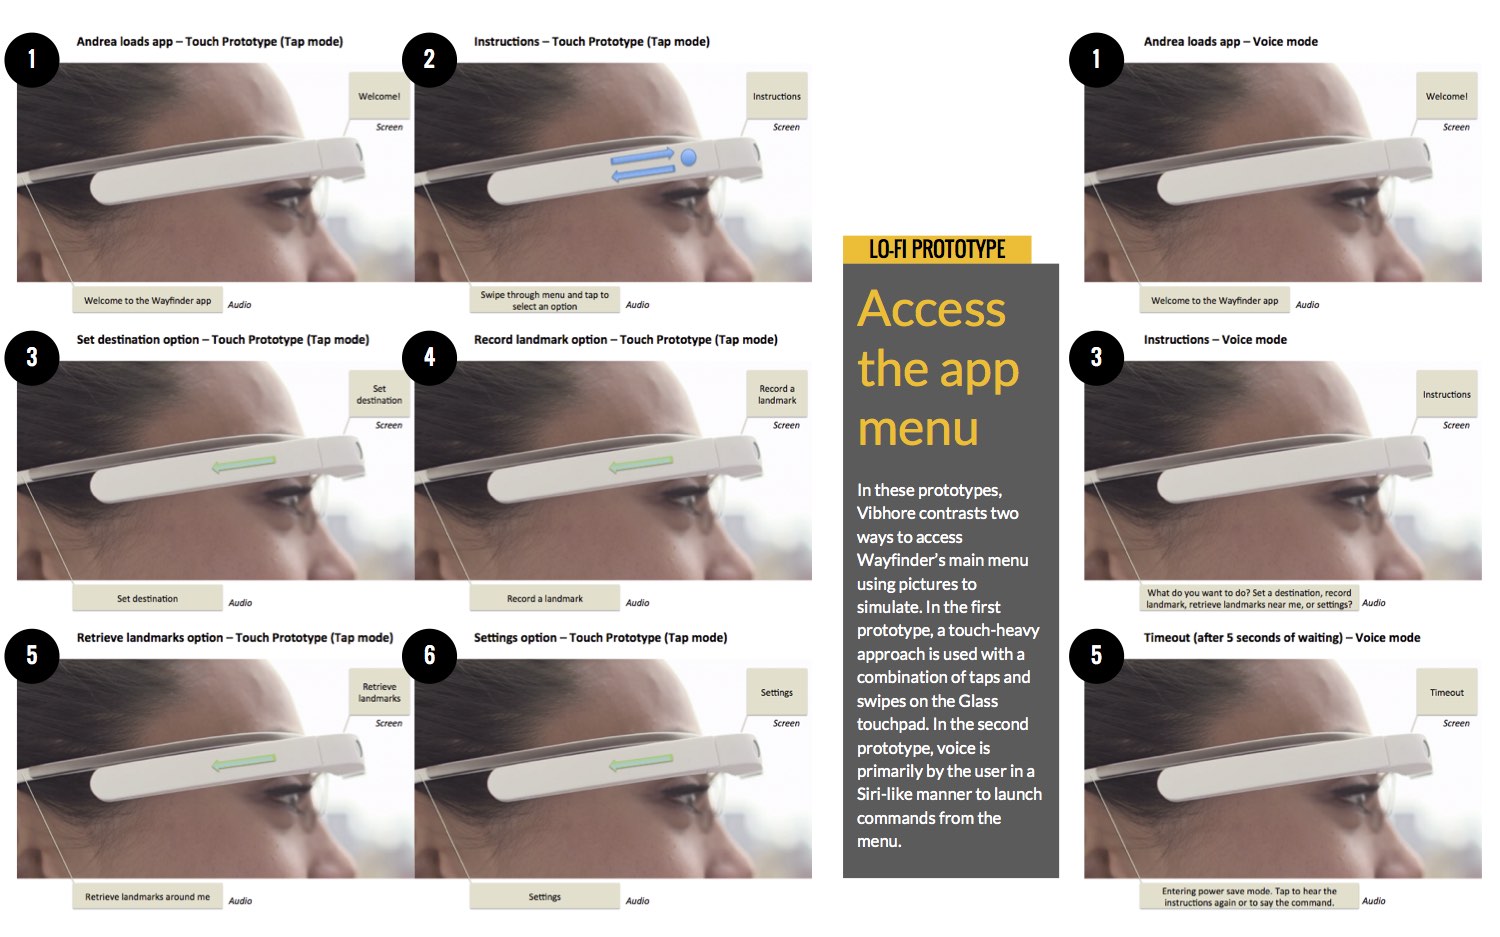 1
Andrea loads app – Touch Prototype (Tap mode)
Welcome!
Screen
Welcome to the Wayfinder app
Audio
2
Instructions – Touch Prototype (Tap mode)
Instructions
Screen
Swipe through menu and tap to
select an option
Audio
3
Set destination option – Touch Prototype (Tap mode)
Set
destination
Screen
Set destination
Audio
4
Record landmark option – Touch Prototype (Tap mode)
Record a
landmark
Screen
Record a landmark
Audio
5
Retrieve landmarks option – Touch Prototype (Tap mode)
Retrieve
landmarks
Screen
Retrieve landmarks around me
Audio
6
Settings option – Touch Prototype (Tap mode)
Settings
Screen
Settings
Audio
LO-FI PROTOTYPE
Access
the app
menu
In these prototypes,
Vibhore contrasts two
ways to access
Wayfinder’s main menu
using pictures to
simulate. In the first
prototype, a touch-heavy
approach is used with a
combination of taps and
swipes on the Glass
touchpad. In the second
prototype, voice is
primarily by the user in a
Siri-like manner to launch
commands from the
menu.
1
Andrea loads app – Voice mode
Welcome!
Screen
Welcome to the Wayfinder app
Audio
3
Instructions – Voice mode
Instructions
Screen
What do you want to do? Set a destination, record
landmark, retrieve landmarks near me, or settings?
Audio
5
Timeout (after 5 seconds of waiting) – Voice mode
Timeout
Screen
Entering power save mode. Tap to hear the
instructions again or to say the command.
Audio